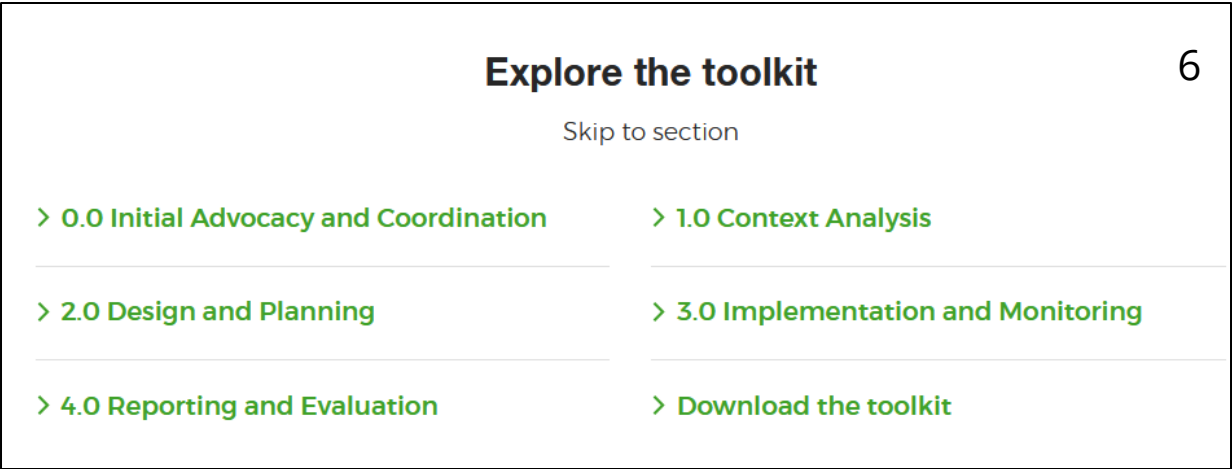 Explore the toolkit
6
Skip to section
> 0.0 Initial Advocacy and Coordination
> 1.0 Context Analysis
> 2.0 Design and Planning
> 3.0 Implementation and Monitoring
> 4.0 Reporting and Evaluation
> Download the toolkit